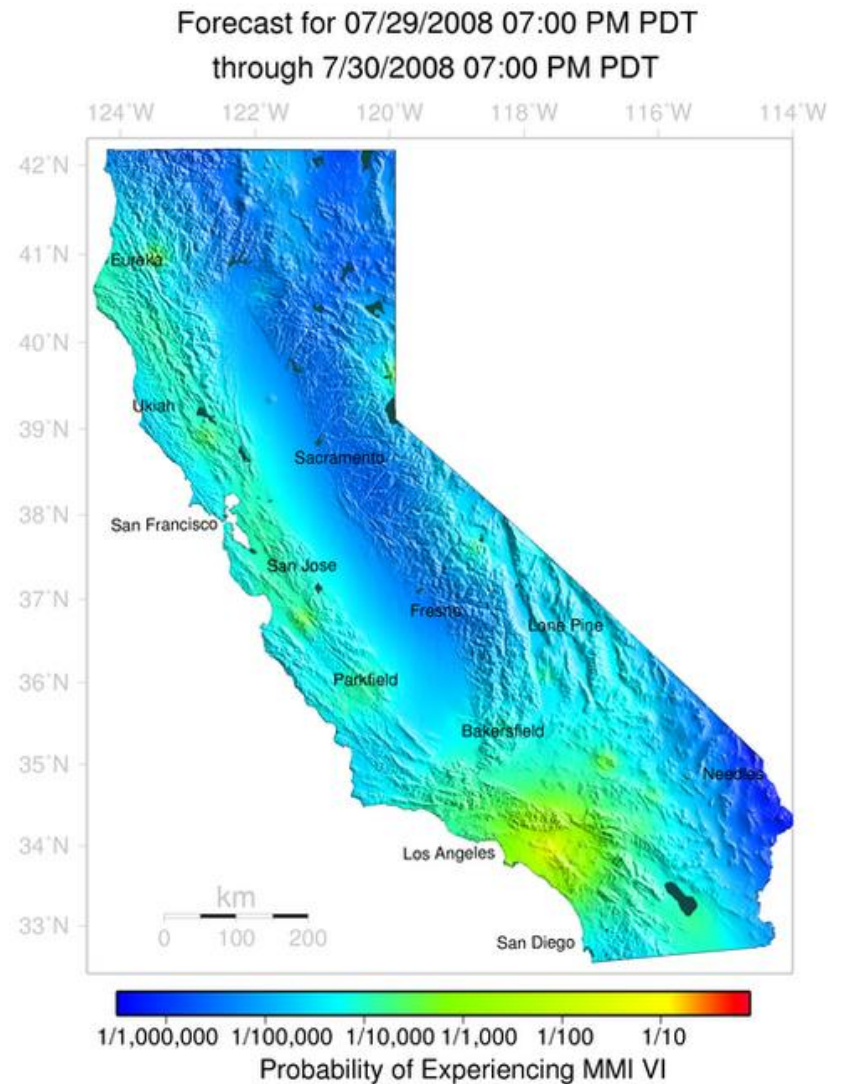 Forecast for 07/29/2008 07:00 PM PDT
through 7/30/2008 07:00 PM PDT
124˚W 122˚W 120˚W 118˚W 116˚W 114˚W
42˚N
41˚N
Eureka
40˚N
Ukiah
39˚N
Sacramento
38˚N
San Francisco
San Jose
37˚N
Fresno
Lone Pine
36˚N
Parkfield
Bakersfield
35˚N
Needles
34˚N
Los Angeles
km
33˚N
0 100 200
San Diego
1/1,000,000 1/100,000 1/10,000 1/1,000 1/100 1/10
Probability of Experiencing MMI VI